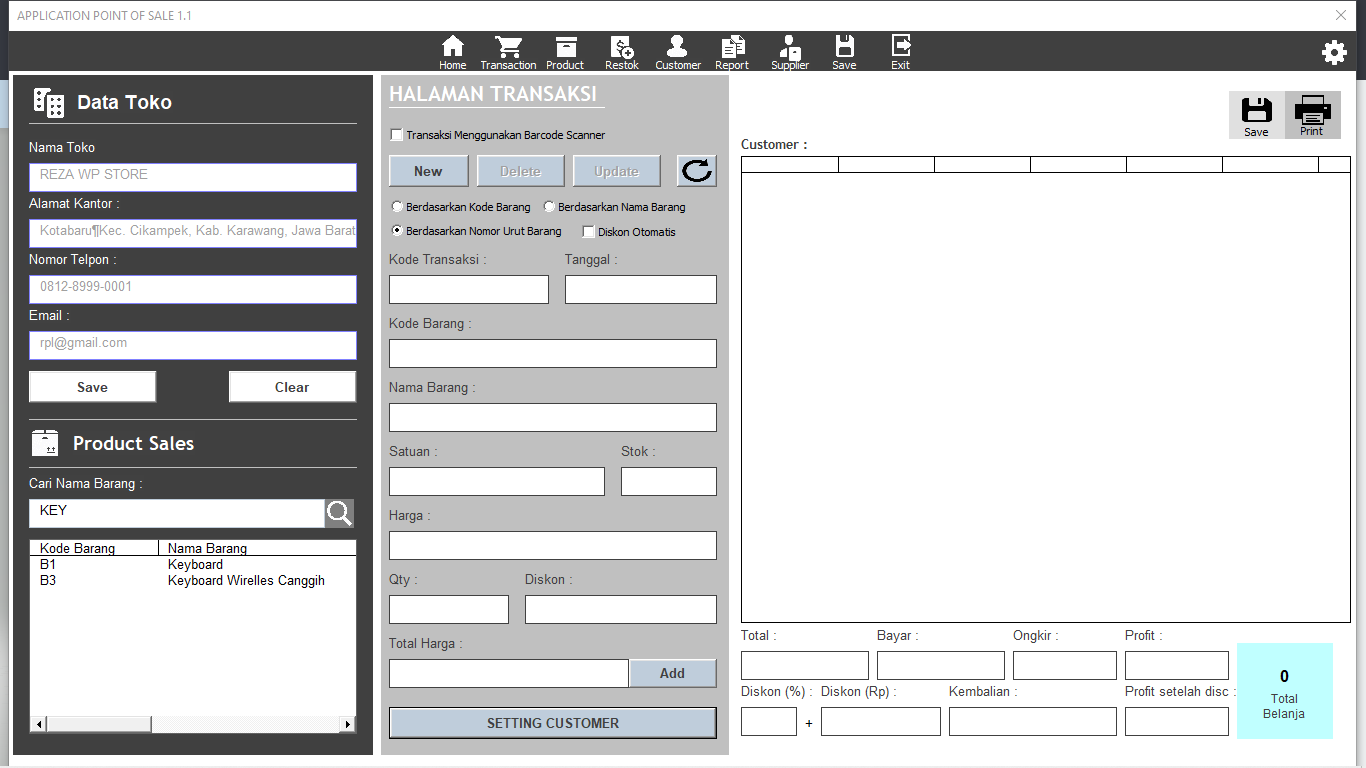 APPLICATION POINT OF SALE 1.1
Home Transaction Product Restok Customer Report Supplier Save Exit
Data Toko
Nama Toko
REZA WP STORE
Alamat Kantor :
Kotabaru¶Kec. Cikampek, Kab. Karawang, Jawa Barat
Nomor Telpon :
0812-8999-0001
Email :
rpl@gmail.com
Save Clear
Product Sales
Cari Nama Barang :
KEY
Kode Barang Nama Barang
B1 Keyboard
B3 Keyboard Wirelles Canggih
HALAMAN TRANSAKSI
Transaksi Menggunakan Barcode Scanner
New Delete Update
Berdasarkan Kode Barang Berdasarkan Nama Barang
Berdasarkan Nomor Urut Barang Diskon Otomatis
Kode Transaksi : Tanggal :
Kode Barang :
Nama Barang :
Satuan : Stok :
Harga :
Qty : Diskon :
Total Harga :
Add
SETTING CUSTOMER
Save Print
Customer :
Total : Bayar : Ongkir : Profit :
Diskon (%) : Diskon (Rp) : Kembalian : Profit setelah disc :
+
0
Total
Belanja